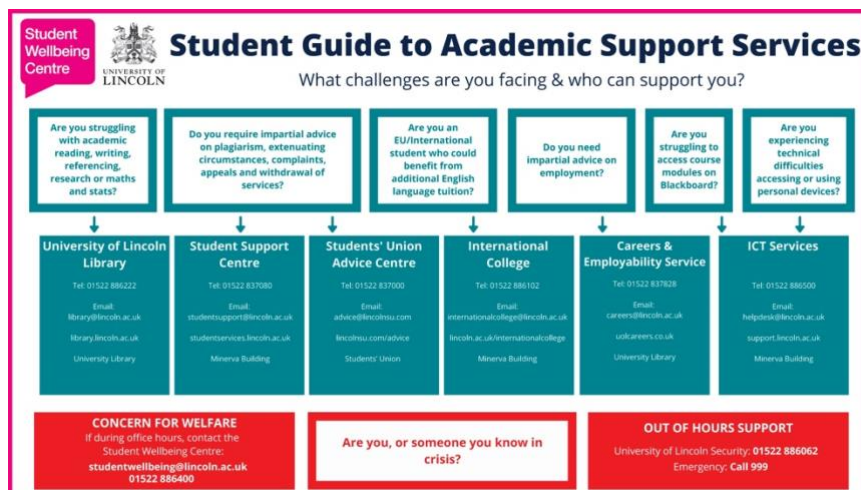 Student
Wellbeing
Centre
UNIVERSITY OF
LINCOLN
Student Guide to Academic Support Services
What challenges are you facing & who can support you?
Are you struggling
with academic
reading, writing,
referencing,
research or maths
and stats?
Do you require impartial advice
on plagiarism, extenuating
circumstances, complaints,
appeals and withdrawal of
services?
Are you an
EU/International
student who could
benefit from
additional English
language tuition?
Do you need
impartial advice on
employment?
Are you
struggling to
access course
modules on
Blackboard?
Are you
experiencing
technical
difficulties
accessing or using
personal devices?
University of Lincoln
Library
Tel: 01522 886222
Email:
library@lincoln.ac.uk
library.lincoln.ac.uk
University Library
Student Support
Centre
Tel: 01522 837080
Email:
studentsupport@lincoln.ac.uk
studentservices.lincoln.ac.uk
Minerva Building
Students' Union
Advice Centre
Tel: 01522 837000
Email:
advice@lincolnsu.com
lincolnsu.com/advice
Students' Union
International
College
Tel: 01522 886102
Email:
internationalcollege@lincoln.ac.uk
lincoln.ac.uk/internationalcollege
Minerva Building
Careers &
Employability Service
Tel: 01522 837828
Email:
careers@lincoln.ac.uk
uolcareers.co.uk
University Library
ICT Services
Tel: 01522 886500
Email:
helpdesk@lincoln.ac.uk
support.lincoln.ac.uk
Minerva Building
CONCERN FOR WELFARE
If during office hours, contact the
Student Wellbeing Centre:
studentwellbeing@lincoln.ac.uk
01522 886400
Are you, or someone you know in
crisis?
OUT OF HOURS SUPPORT
University of Lincoln Security: 01522 886062
Emergency: Call 999